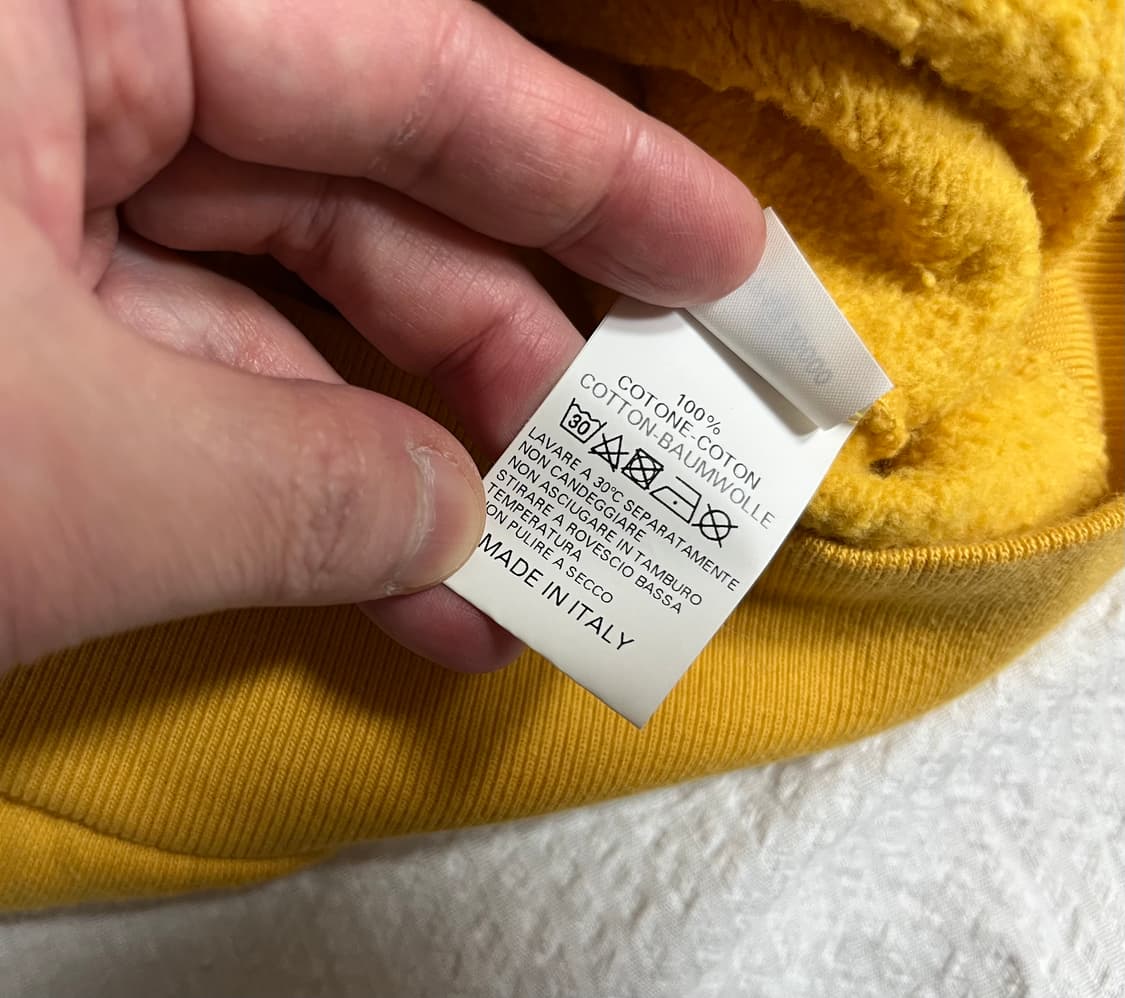 100%
COTONE-COTON
COTTON-BAUMWOLLE
30
LAVARE A 30°C SEPARATAMENTE
NON CANDEGGIARE
NON ASCIUGARE IN TAMBURO
STIRARE A ROVESCIO BASSA
TEMPERATURA
NON PULIRE A SECCO
MADE IN ITALY